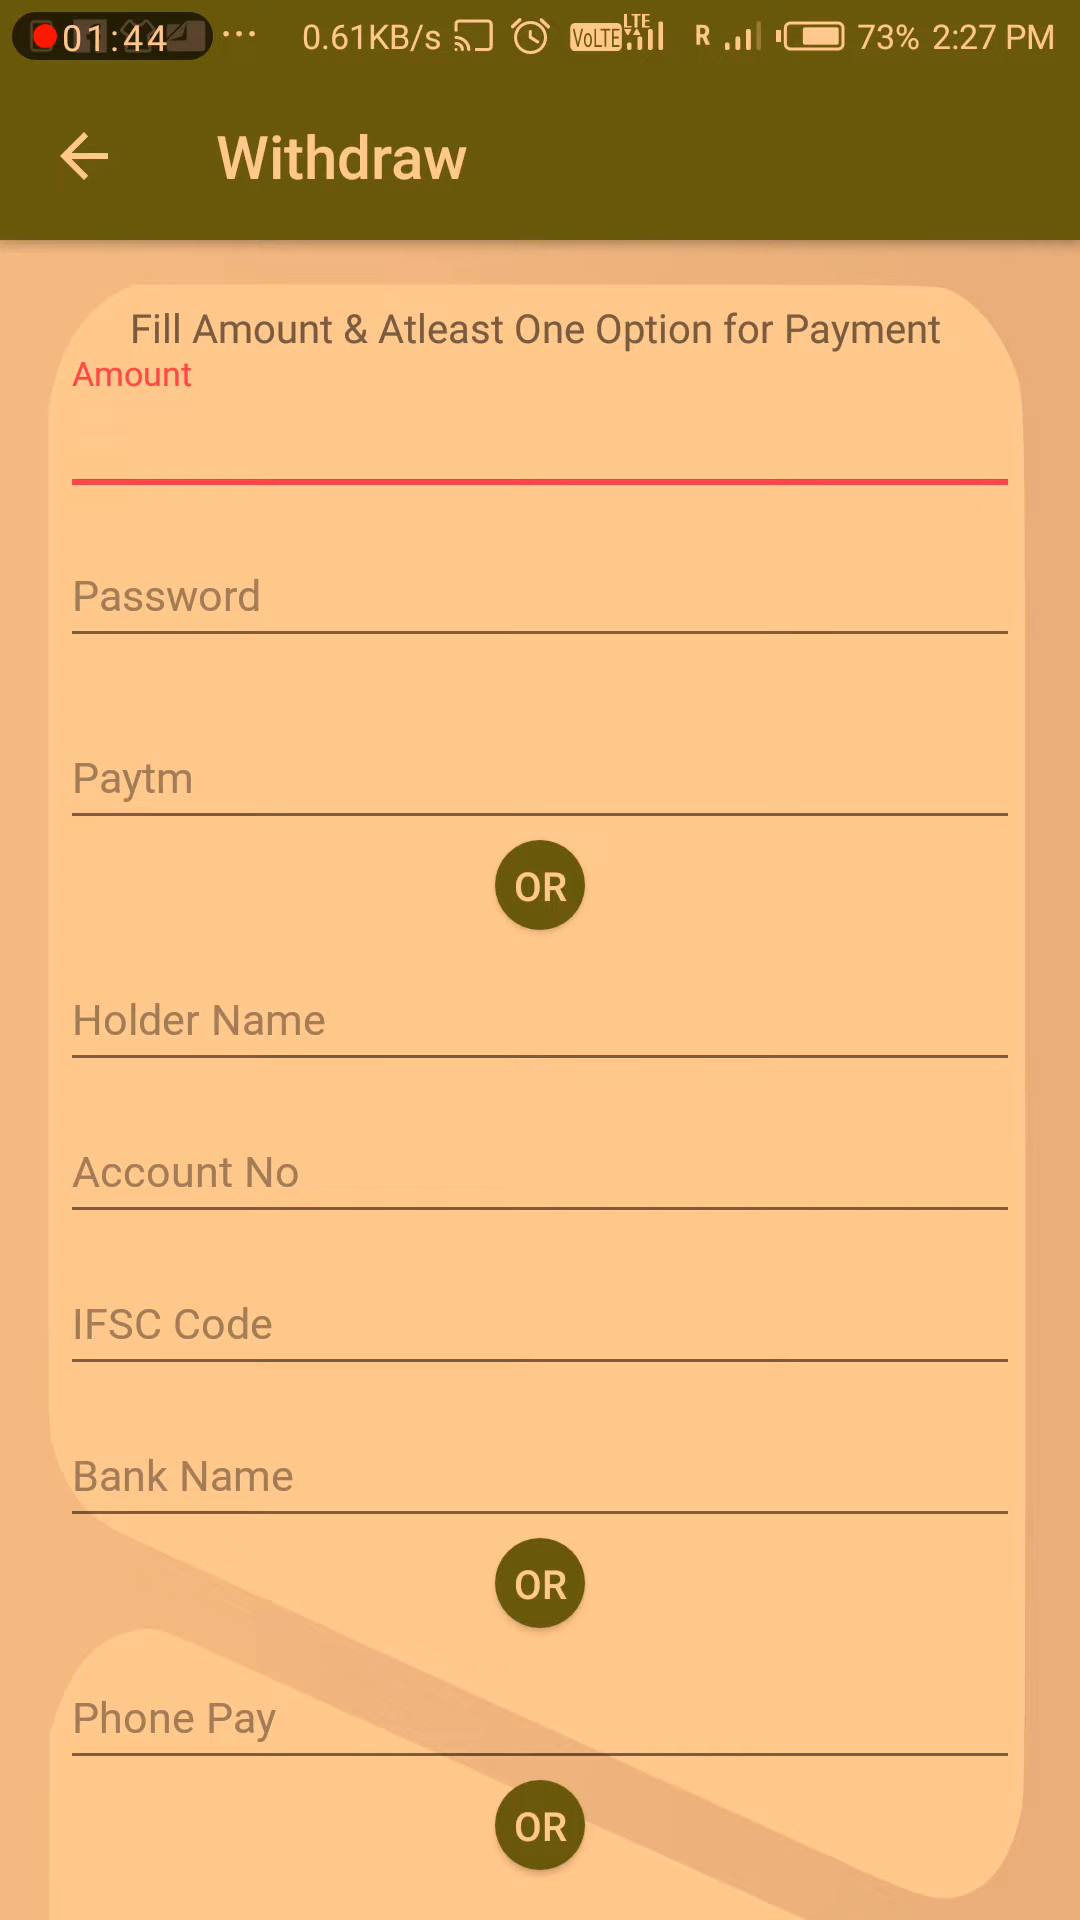 01:44 ... 0.61KB/s VoLTE LTE R 73% 2:27 PM
Withdraw
Fill Amount & Atleast One Option for Payment
Amount
Password
Paytm
OR
Holder Name
Account No
IFSC Code
Bank Name
OR
Phone Pay
OR